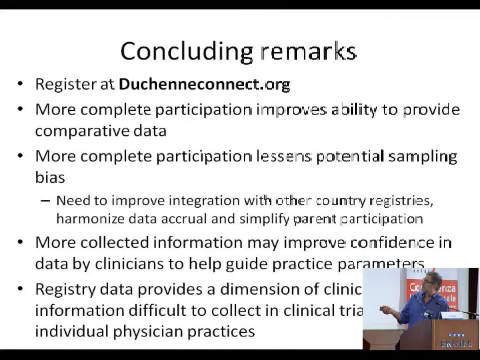 Concluding remarks
• Register at Duchenneconnect.org
• More complete participation improves ability to provide
comparative data
• More complete participation lessens potential sampling
bias
– Need to improve integration with other country registries,
harmonize data accrual and simplify parent participation
• More collected information may improve confidence in
data by clinicians to help guide practice parameters
• Registry data provides a dimension of clinic
information difficult to collect in clinical tria
individual physician practices